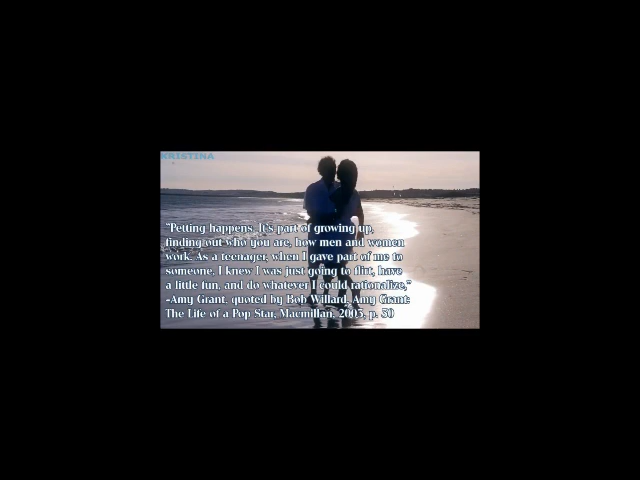 KRISTINA
"Petting happens. It's part of growing up,
finding out who you are, how men and women
work. As a teenager, when I gave part of me to
someone, I knew I was just going to flirt, have
a little fun, and do whatever I could rationalize,"
-Amy Grant, quoted by Bob Willard, Amy Grant:
The Life of a Pop Star, Macmillan, 2005, p. 50